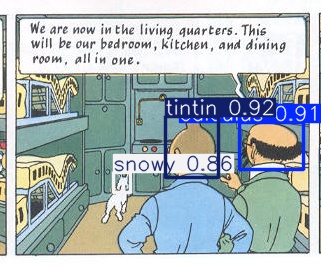 We are now in the living quarters. This
will be our bedroom, kitchen, and dining
room, all in one.
tintin 0.92
0.91
snowy 0.86